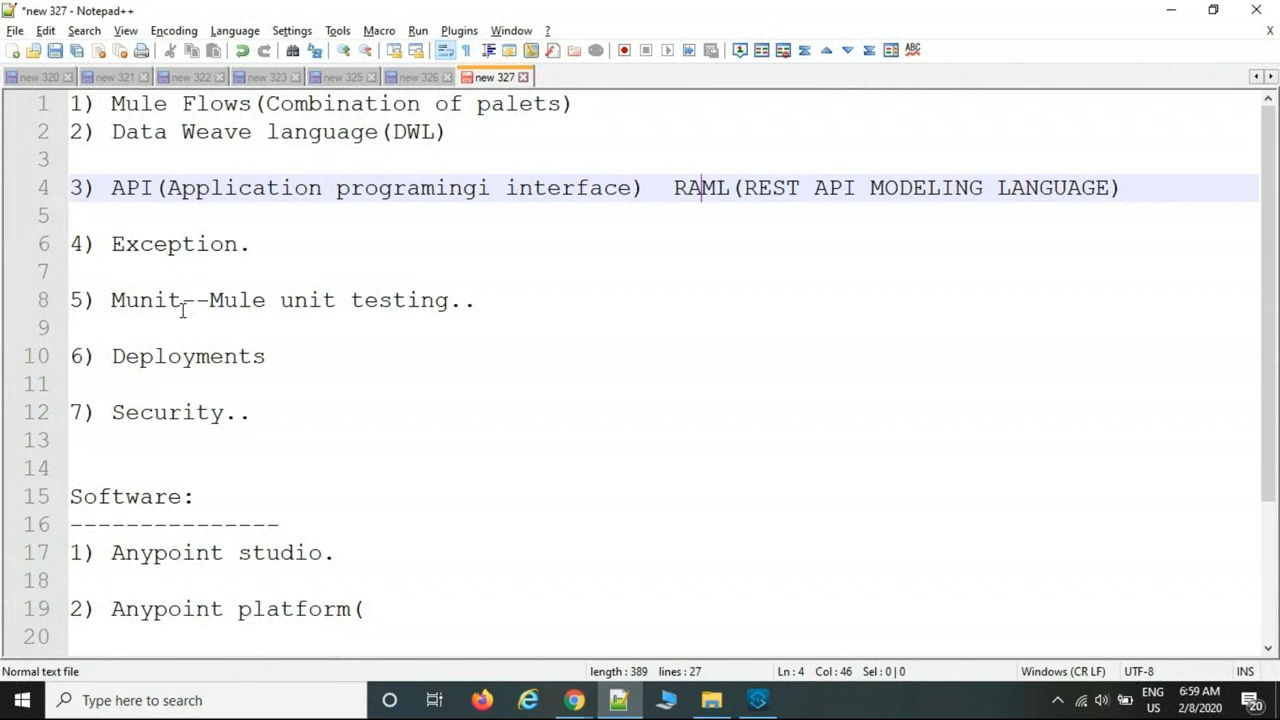 *new 327 - Notepad++
File Edit Search View Encoding Language Settings Tools Macro Run Plugins Window ?
X
ABC
new 320 new 321 new 322 new 323 new 325 new 326 new 327
1 1) Mule Flows(Combination of palets)
2 2) Data Weave language(DWL)
3
4 3) API(Application programingi interface)  RAML(REST API MODELING LANGUAGE)
5
6 4) Exception.
7
8 5) Munit--Mule unit testing..
9
10 6) Deployments
11
12 7) Security..
13
14
15 Software:
16 ---------------
17 1) Anypoint studio.
18
19 2) Anypoint platform(
20
Normal text file length : 389 lines : 27 Ln : 4 Col : 46 Sel : 0 | 0 Windows (CR LF) UTF-8 INS
Type here to search ENG US 6:59 AM 2/8/2020 20